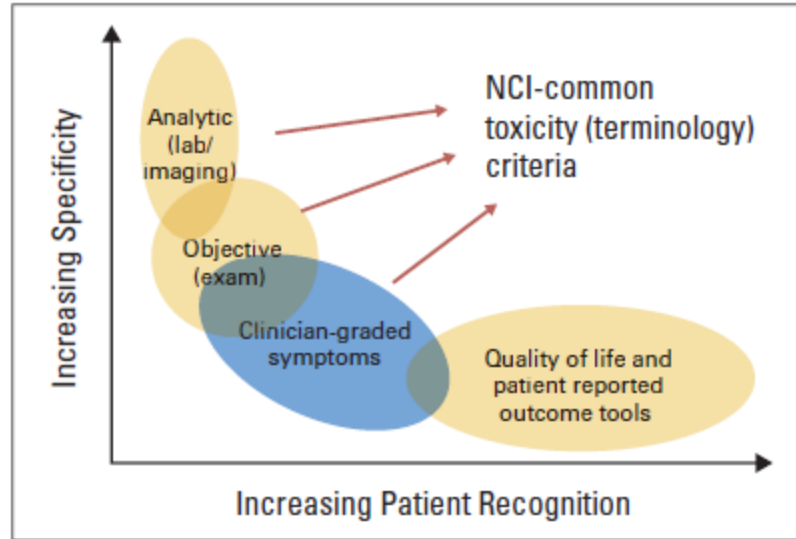 Increasing Specificity
Analytic
(lab/
imaging)
NCI-common
toxicity (terminology)
criteria
Objective
(exam)
Clinician-graded
symptoms
Quality of life and
patient reported
outcome tools
Increasing Patient Recognition